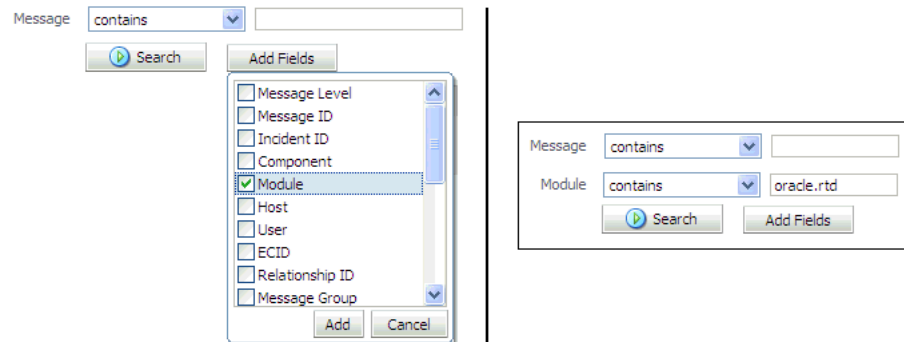 Message contains
Search Add Fields
Message Level
Message ID
Incident ID
Component
Module
Host
User
ECID
Relationship ID
Message Group
Add Cancel
Message contains
Module contains oracle.rtd
Search Add Fields